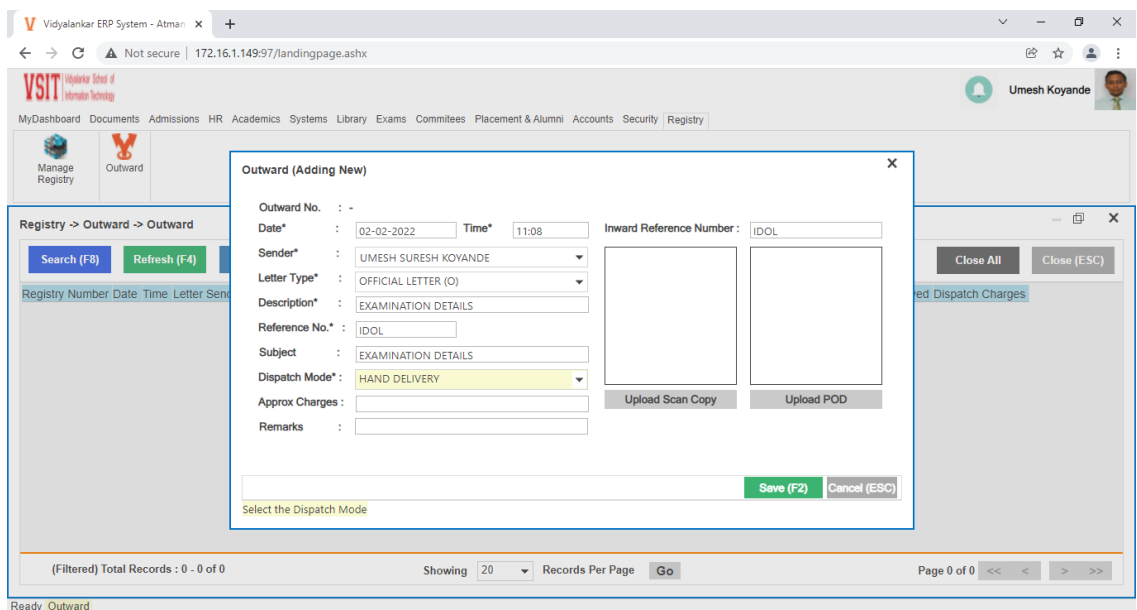 Vidyalankar ERP System - Atman
Not secure | 172.16.1.149:97/landingpage.ashx
VSIT Vidyalankar School of
Information Technology
Umesh Koyande
MyDashboard Documents Admissions HR Academics Systems Library Exams Commitees Placement & Alumni Accounts Security Registry
Manage
Registry
Outward
Outward (Adding New)
Outward No. : -
Date* : 02-02-2022 Time* 11:08 Inward Reference Number : IDOL
Sender* : UMESH SURESH KOYANDE
Letter Type* : OFFICIAL LETTER (O)
Description* : EXAMINATION DETAILS
Reference No.* : IDOL
Subject : EXAMINATION DETAILS
Dispatch Mode* : HAND DELIVERY
Approx Charges :
Upload Scan Copy Upload POD
Remarks :
Save (F2) Cancel (ESC)
Select the Dispatch Mode
Registry -> Outward -> Outward
Search (F8) Refresh (F4) Close All Close (ESC)
Registry Number Date Time Letter Dispatch Charges
(Filtered) Total Records : 0 - 0 of 0 Showing 20 Records Per Page Go Page 0 of 0 << < > >>
Ready Outward